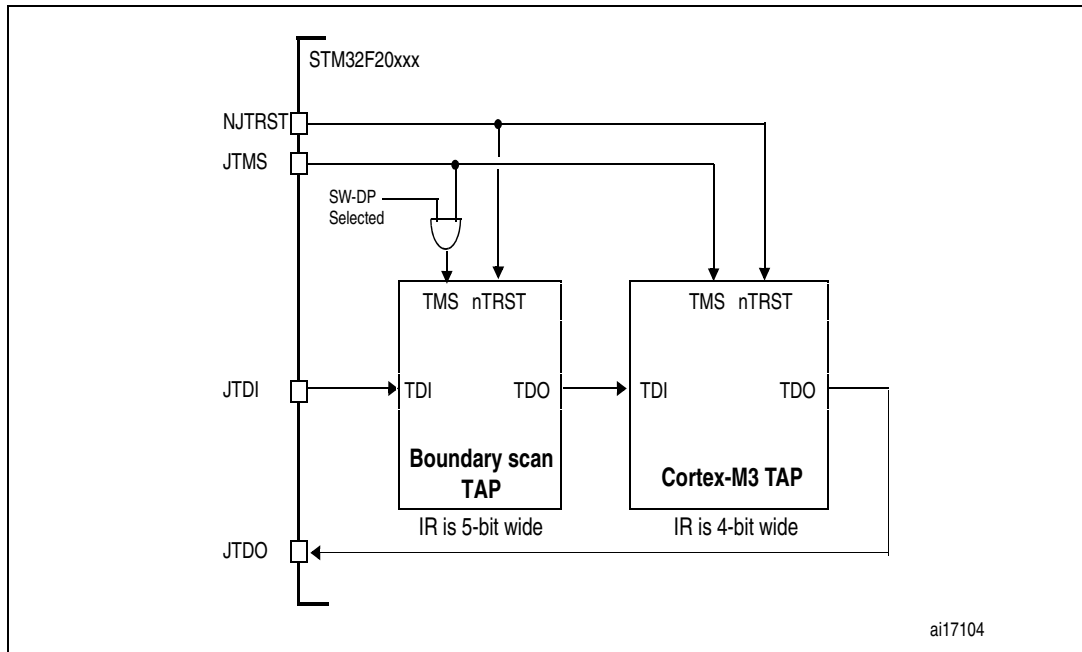 STM32F20xxx
NJTRST
JTMS
SW-DP
Selected
TMS nTRST
TMS nTRST
JTDI
TDI
TDO
TDI
TDO
Boundary scan
TAP
Cortex-M3 TAP
IR is 5-bit wide
IR is 4-bit wide
JTDO
ai17104